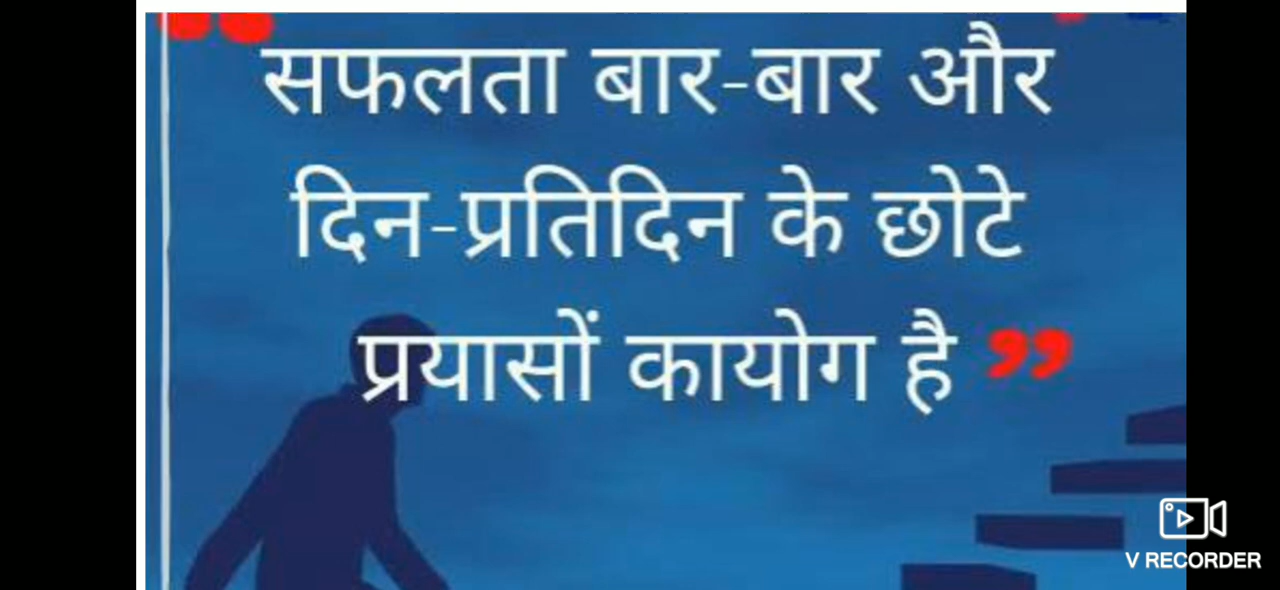 सफलता बार-बार और
दिन-प्रतिदिन के छोटे
प्रयासों कायोग है ”
V RECORDER